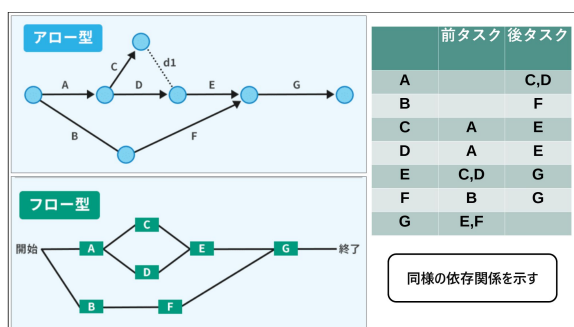 アロー型
C
d1
A
D
E
G
B
F
フロー型
C
開始
A
E
G
終了
D
B
F
前タスク 後タスク
A C,D
B F
C A E
D A E
E C,D G
F B G
G E,F
同様の依存関係を示す